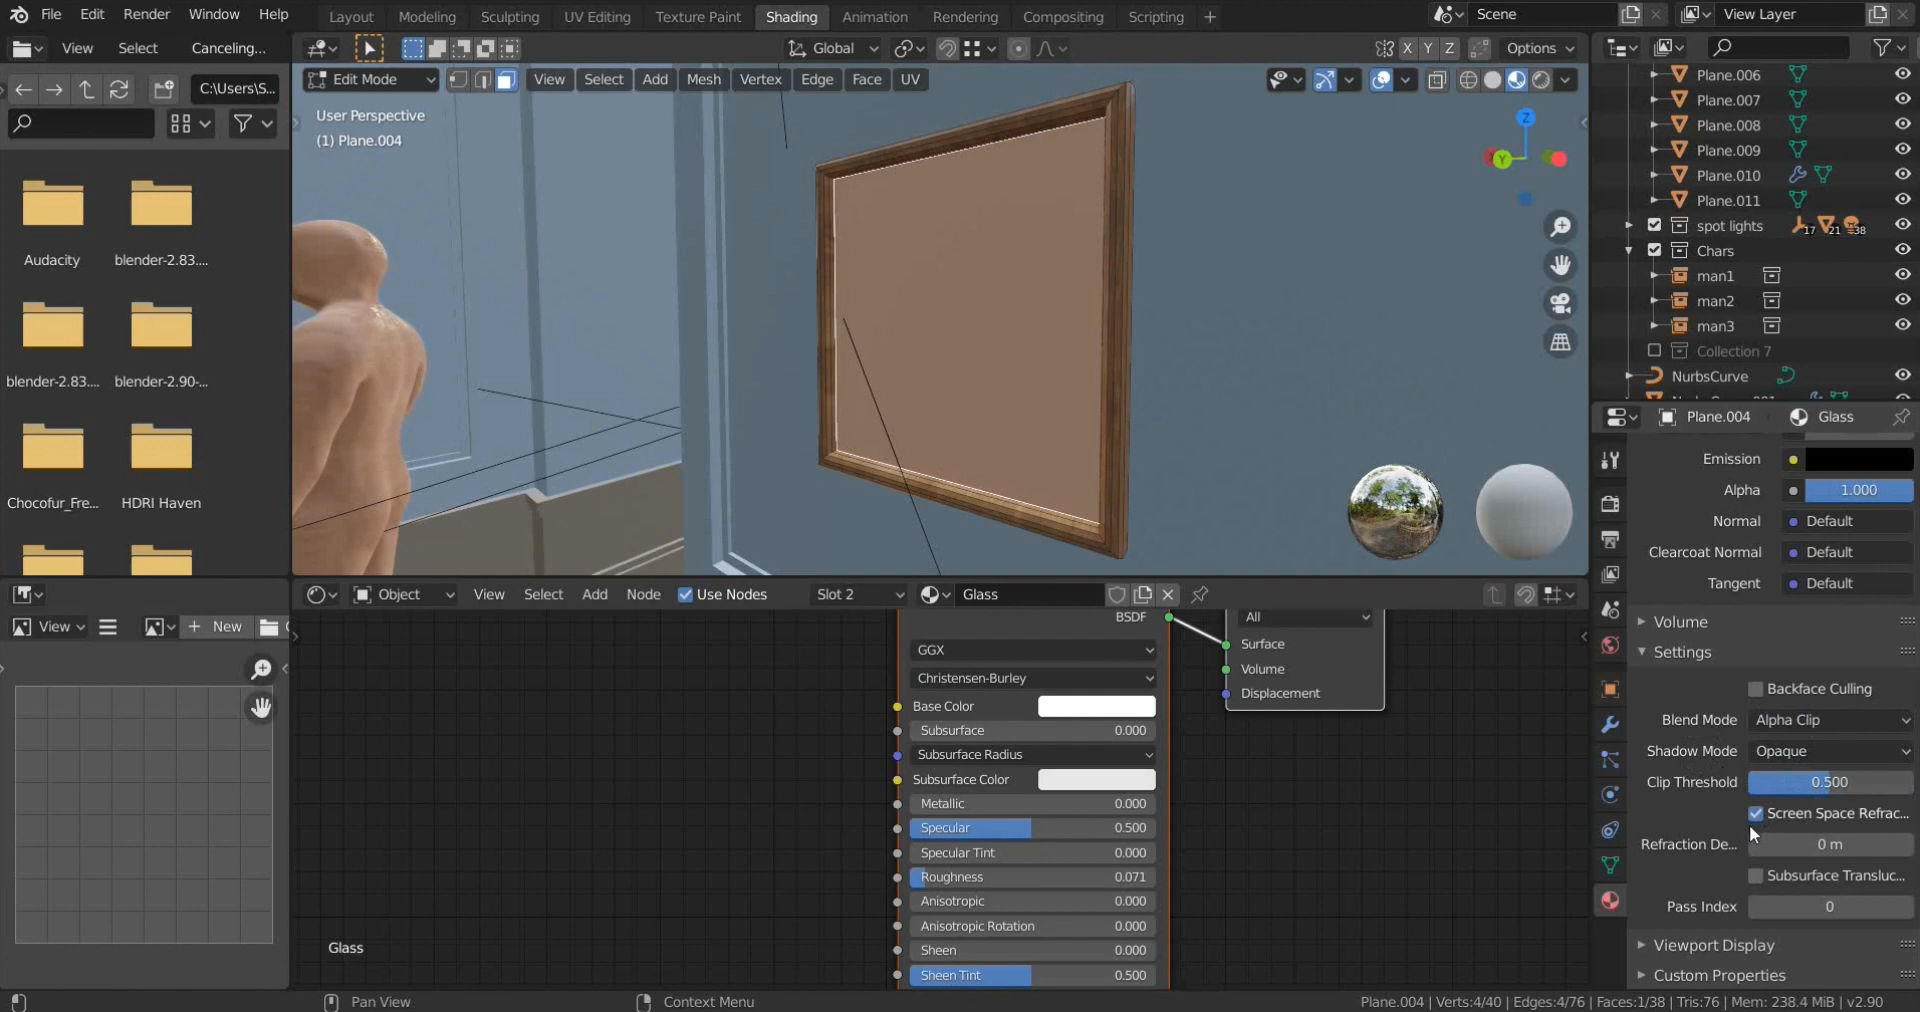 File Edit Render Window Help Layout Modeling Sculpting UV Editing Texture Paint Shading Animation Rendering Compositing Scripting + Scene View Layer
View Select Canceling... Global X Y Z Options
C:\Users\S... Edit Mode View Select Add Mesh Vertex Edge Face UV
User Perspective
(1) Plane.004
Z
Y
Audacity blender-2.83....
blender-2.83.... blender-2.90-...
Chocofur_Fre... HDRI Haven
Plane.006
Plane.007
Plane.008
Plane.009
Plane.010
Plane.011
spot lights 17 21 38
Chars
man1
man2
man3
Collection 7
NurbsCurve
Plane.004 Glass
Emission
Alpha 1.000
Normal Default
Clearcoat Normal Default
Tangent Default
Volume
Settings
Backface Culling
Blend Mode Alpha Clip
Shadow Mode Opaque
Clip Threshold 0.500
Screen Space Refrac...
Refraction De... 0 m
Subsurface Transluc...
Pass Index 0
Viewport Display
Custom Properties
View + New
Object View Select Add Node Use Nodes Slot 2 Glass
BSDF
GGX
Christensen-Burley
Base Color
Subsurface 0.000
Subsurface Radius
Subsurface Color
Metallic 0.000
Specular 0.500
Specular Tint 0.000
Roughness 0.071
Anisotropic 0.000
Anisotropic Rotation 0.000
Sheen 0.000
Sheen Tint 0.500
All
Surface
Volume
Displacement
Glass
Pan View Context Menu Plane.004 | Verts:4/40 | Edges:4/76 | Faces:1/38 | Tris:76 | Mem: 238.4 MiB | v2.90